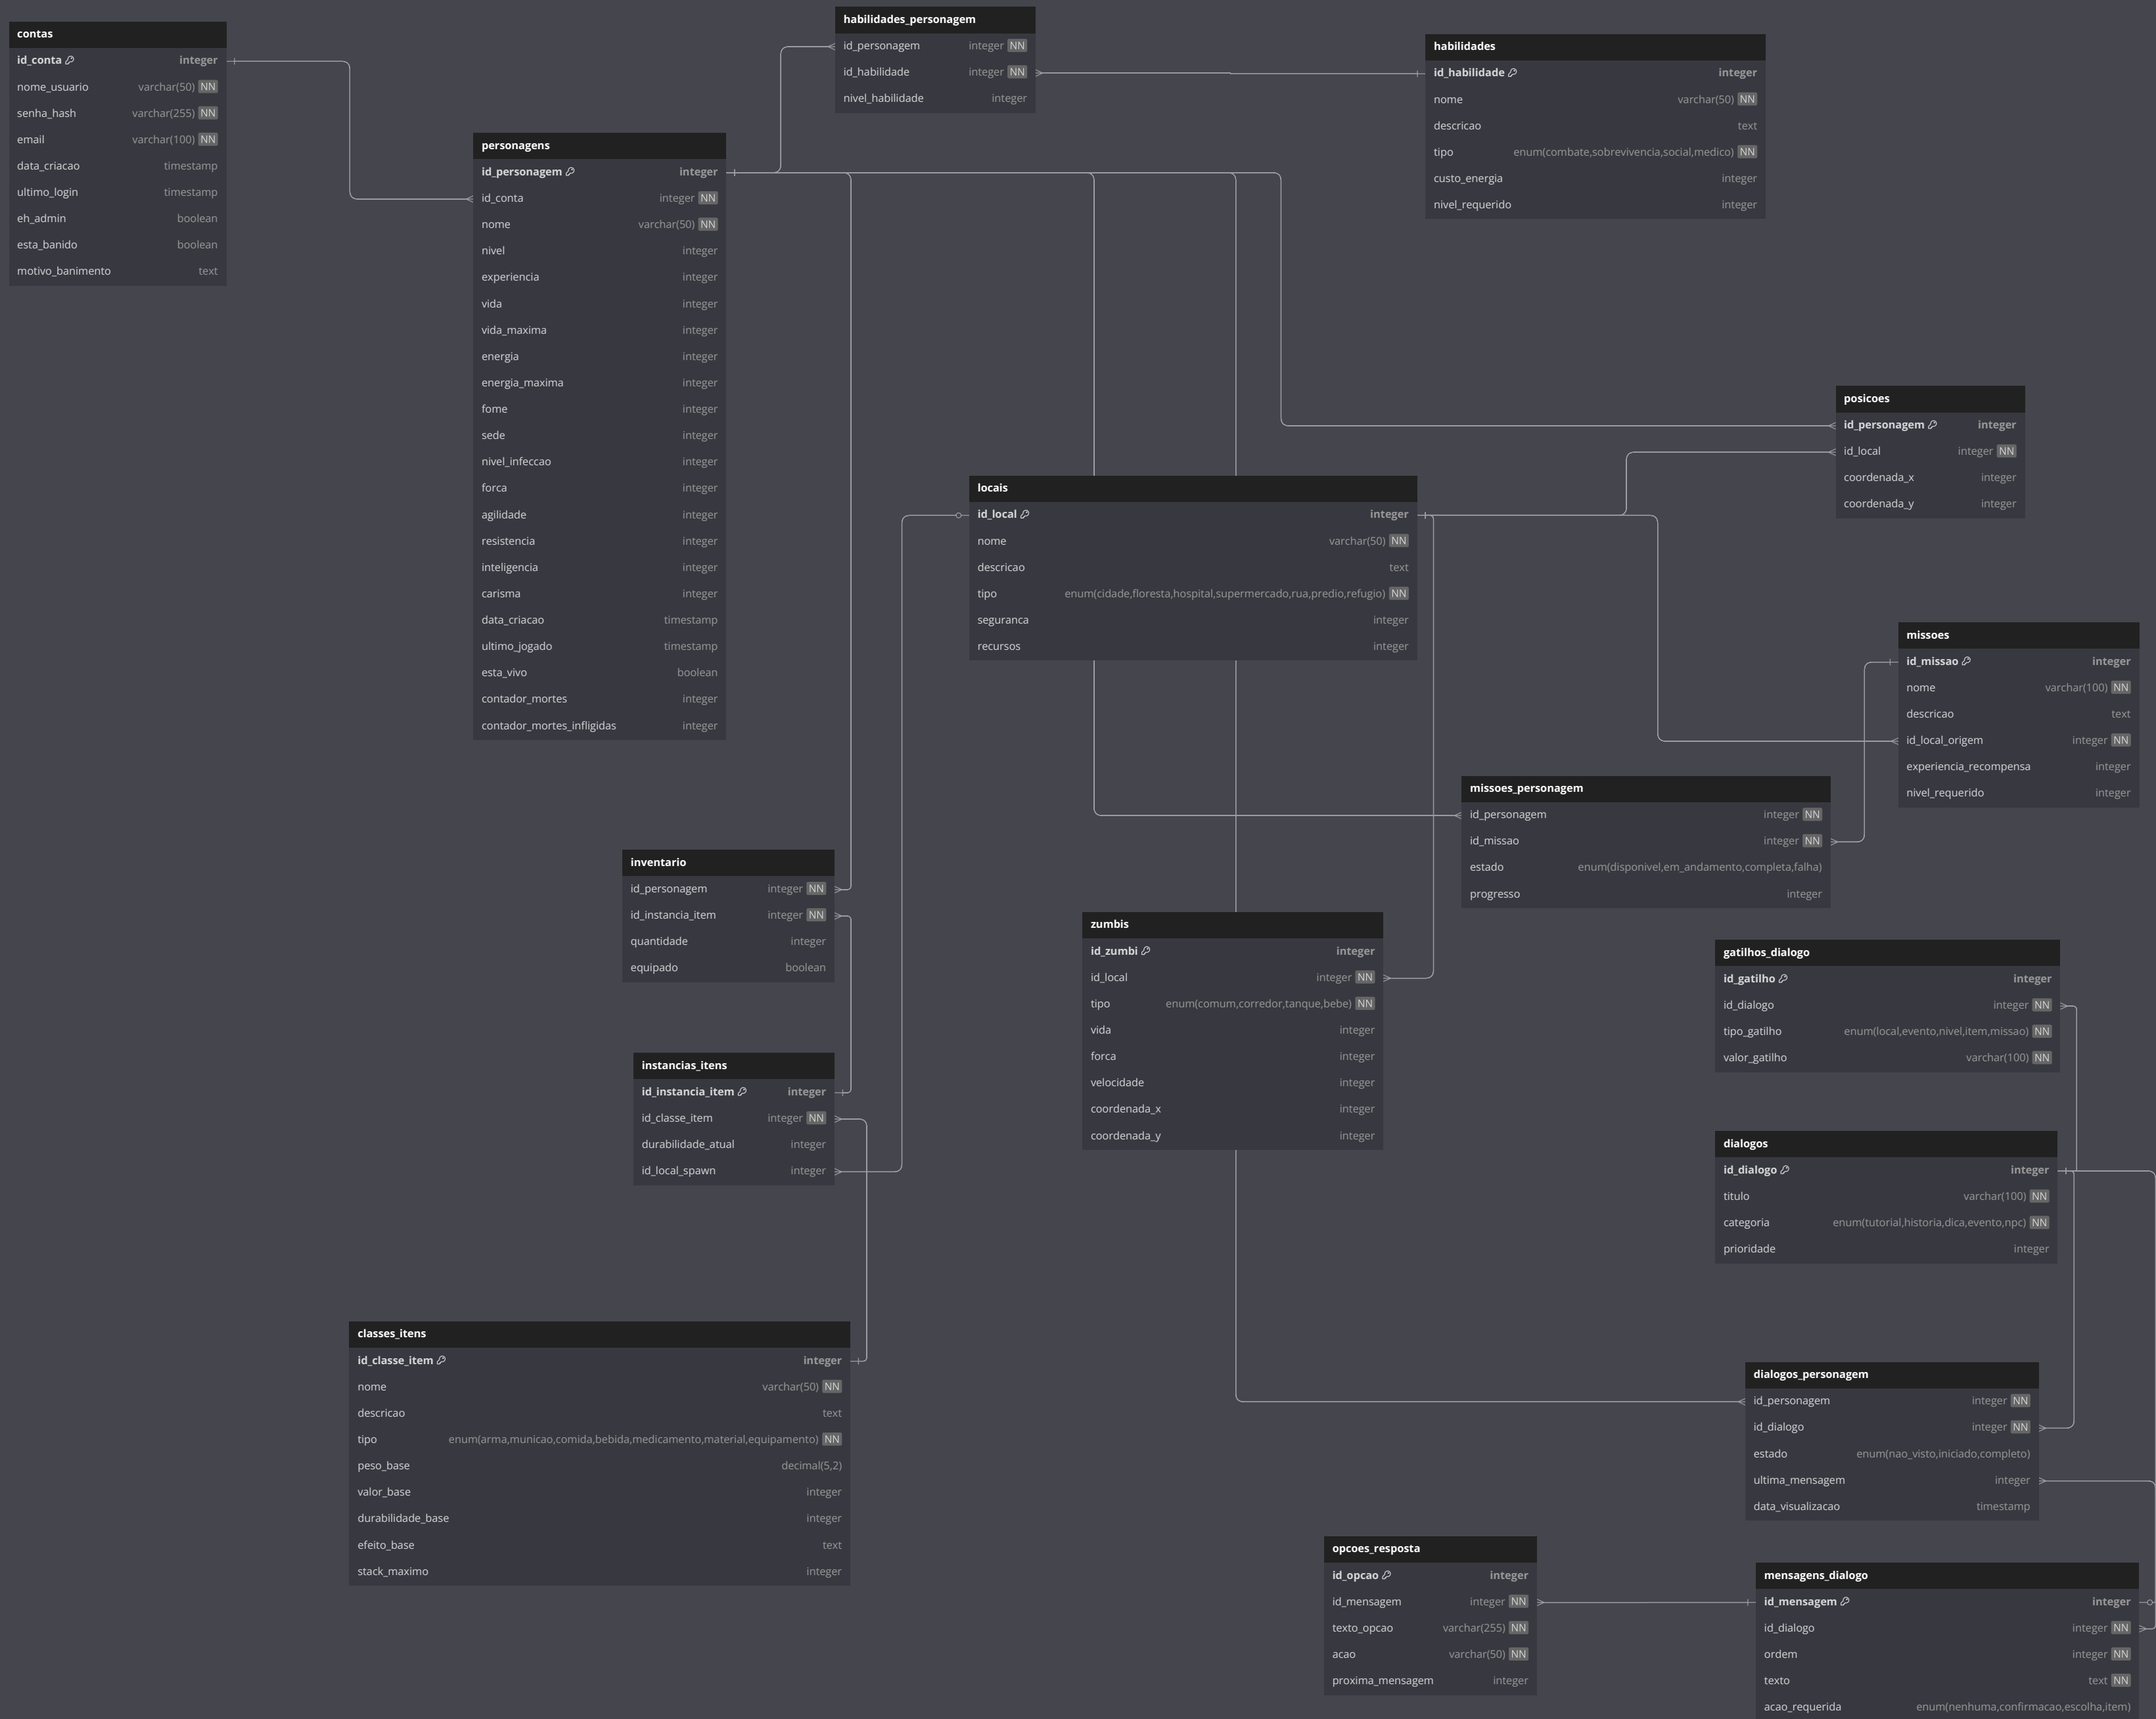 contas
id_conta integer
nome_usuario varchar(50) NN
senha_hash varchar(255) NN
email varchar(100) NN
data_criacao timestamp
ultimo_login timestamp
eh_admin boolean
esta_banido boolean
motivo_banimento text
habilidades_personagem
id_personagem integer NN
id_habilidade integer NN
nivel_habilidade integer
habilidades
id_habilidade integer
nome varchar(50) NN
descricao text
tipo enum(combate,sobrevivencia,social,medico) NN
custo_energia integer
nivel_requerido integer
personagens
id_personagem integer
id_conta integer NN
nome varchar(50) NN
nivel integer
experiencia integer
vida integer
vida_maxima integer
energia integer
energia_maxima integer
fome integer
sede integer
nivel_infeccao integer
forca integer
agilidade integer
resistencia integer
inteligencia integer
carisma integer
data_criacao timestamp
ultimo_jogado timestamp
esta_vivo boolean
contador_mortes integer
contador_mortes_infligidas integer
posicoes
id_personagem integer
id_local integer NN
coordenada_x integer
coordenada_y integer
locais
id_local integer
nome varchar(50) NN
descricao text
tipo enum(cidade,floresta,hospital,supermercado,rua,predio,refugio) NN
seguranca integer
recursos integer
missoes
id_missao integer
nome varchar(100) NN
descricao text
id_local_origem integer NN
experiencia_recompensa integer
nivel_requerido integer
missoes_personagem
id_personagem integer NN
id_missao integer NN
estado enum(disponivel,em_andamento,completa,falha)
progresso integer
inventario
id_personagem integer NN
id_instancia_item integer NN
quantidade integer
equipado boolean
zumbis
id_zumbi integer
id_local integer NN
tipo enum(comum,corredor,tanque,bebe) NN
vida integer
forca integer
velocidade integer
coordenada_x integer
coordenada_y integer
gatilhos_dialogo
id_gatilho integer
id_dialogo integer NN
tipo_gatilho enum(local,evento,nivel,item,missao) NN
valor_gatilho varchar(100) NN
instancias_itens
id_instancia_item integer
id_classe_item integer NN
durabilidade_atual integer
id_local_spawn integer
dialogos
id_dialogo integer
titulo varchar(100) NN
categoria enum(tutorial,historia,dica,evento,npc) NN
prioridade integer
classes_itens
id_classe_item integer
nome varchar(50) NN
descricao text
tipo enum(arma,municao,comida,bebida,medicamento,material,equipamento) NN
peso_base decimal(5,2)
valor_base integer
durabilidade_base integer
efeito_base text
stack_maximo integer
dialogos_personagem
id_personagem integer NN
id_dialogo integer NN
estado enum(nao_visto,iniciado,completo)
ultima_mensagem integer
data_visualizacao timestamp
opcoes_resposta
id_opcao integer
id_mensagem integer NN
texto_opcao varchar(255) NN
acao varchar(50) NN
proxima_mensagem integer
mensagens_dialogo
id_mensagem integer
id_dialogo integer NN
ordem integer NN
texto text NN
acao_requerida enum(nenhuma,confirmacao,escolha,item)